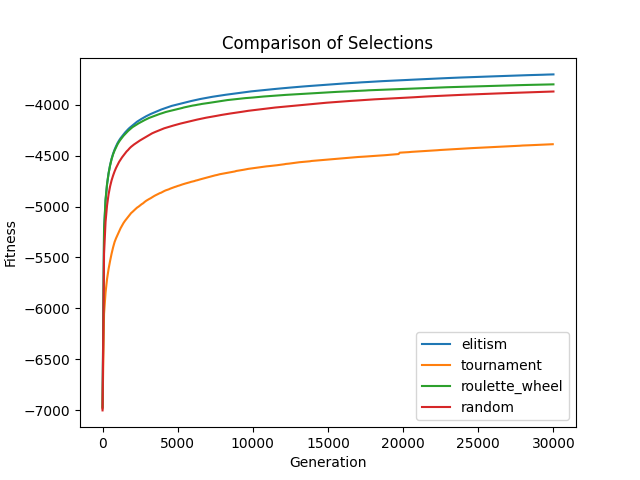 Comparison of Selections
Fitness
−4000
−4500
−5000
−5500
−6000
−6500
−7000
elitism
tournament
roulette_wheel
random
0 5000 10000 15000 20000 25000 30000
Generation